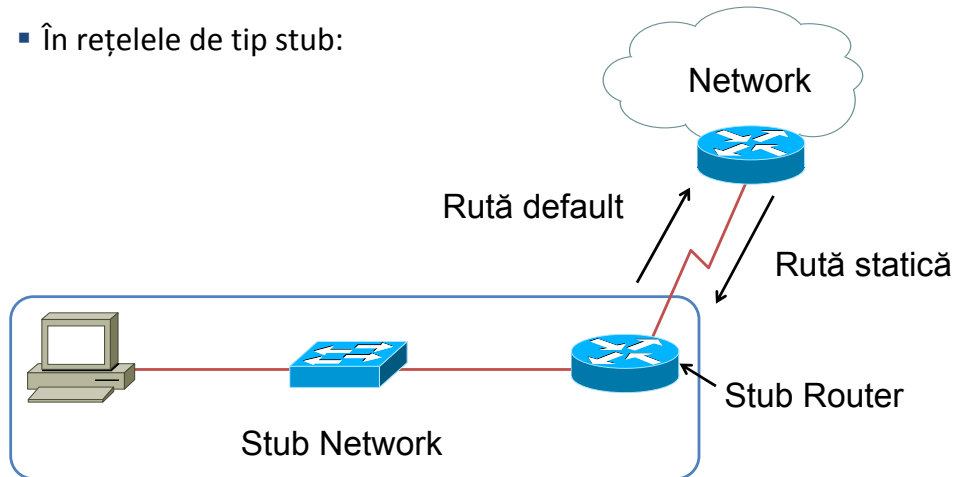 ▪ În rețelele de tip stub:
Network
Rută default
Rută statică
Stub Router
Stub Network